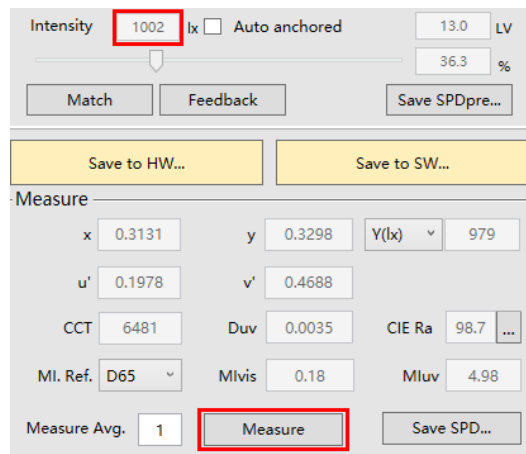 Intensity 1002 lx Auto anchored 13.0 LV
36.3 %
Match Feedback Save SPDpre...
Save to HW... Save to SW...
Measure
x 0.3131 y 0.3298 Y(lx) 979
u' 0.1978 v' 0.4688
CCT 6481 Duv 0.0035 CIE Ra 98.7 ...
MI. Ref. D65 MIvis 0.18 MIuv 4.98
Measure Avg. 1 Measure Save SPD...